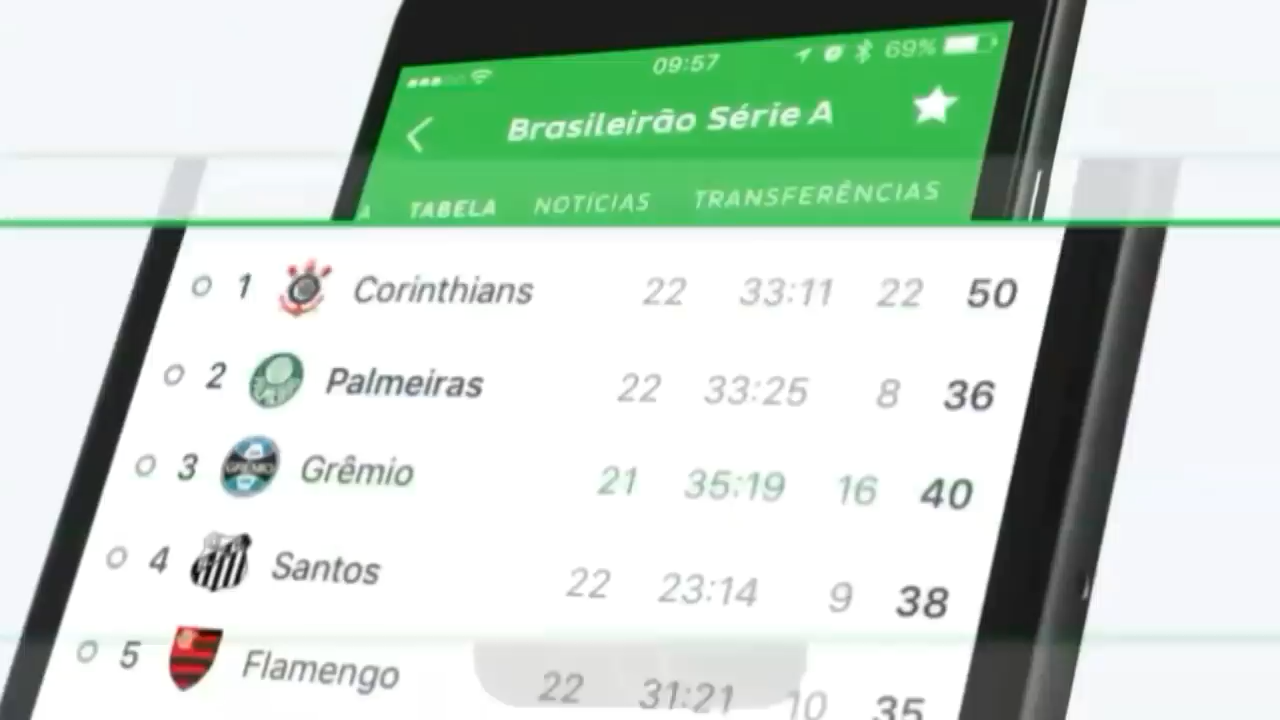 09:57 69%
Brasileirão Série A
A TABELA NOTÍCIAS TRANSFERÊNCIAS
1 Corinthians 22 33:11 22 50
2 Palmeiras 22 33:25 8 36
3 GRÊMIO Grêmio 21 35:19 16 40
4 Santos 22 23:14 9 38
5 Flamengo 22 31:21 10 35